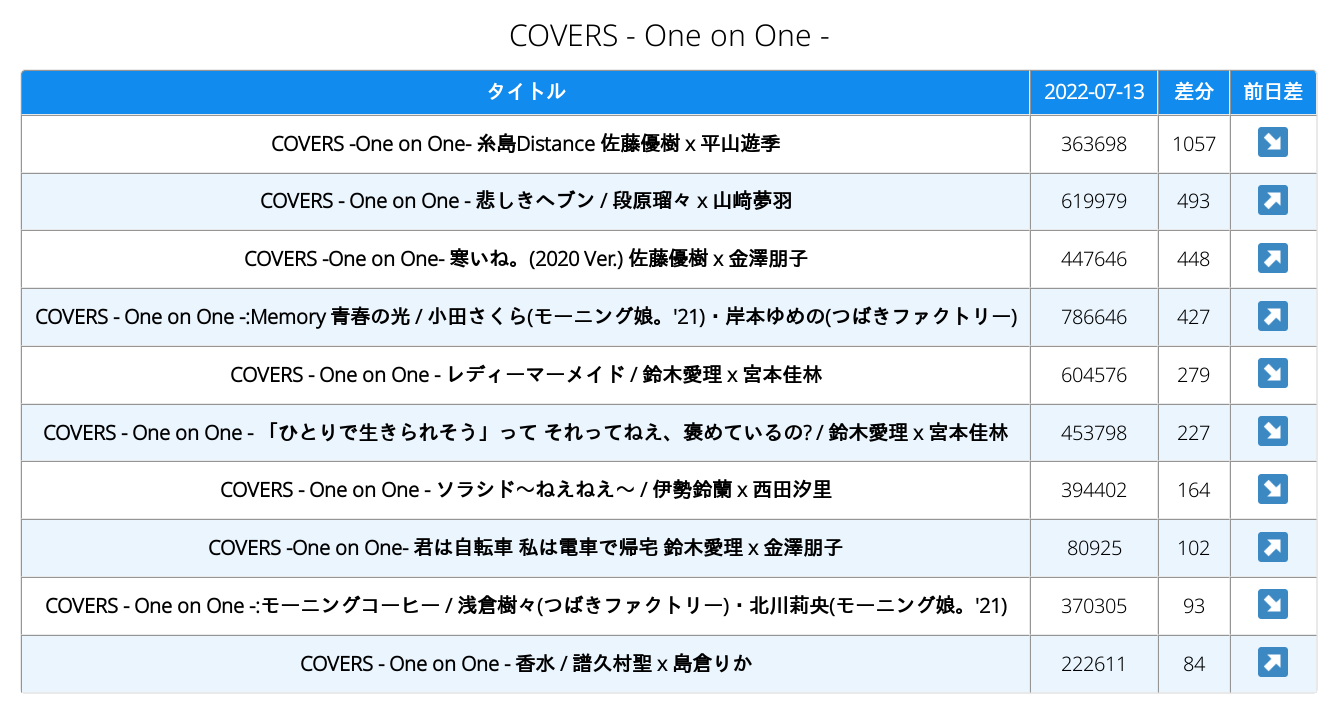 COVERS - One on One -
タイトル 2022-07-13 差分 前日差
COVERS -One on One- 糸島Distance 佐藤優樹 x 平山遊季 363698 1057 ↘
COVERS - One on One - 悲しきヘブン / 段原瑠々 x 山﨑夢羽 619979 493 ↗
COVERS -One on One- 寒いね。(2020 Ver.) 佐藤優樹 x 金澤朋子 447646 448 ↗
COVERS - One on One -:Memory 青春の光 / 小田さくら(モーニング娘。'21)・岸本ゆめの(つばきファクトリー) 786646 427 ↗
COVERS - One on One - レディーマーメイド / 鈴木愛理 x 宮本佳林 604576 279 ↘
COVERS - One on One - 「ひとりで生きられそう」って それってねえ、褒めているの? / 鈴木愛理 x 宮本佳林 453798 227 ↘
COVERS - One on One - ソラシド～ねえねえ～ / 伊勢鈴蘭 x 西田汐里 394402 164 ↘
COVERS -One on One- 君は自転車 私は電車で帰宅 鈴木愛理 x 金澤朋子 80925 102 ↗
COVERS - One on One -:モーニングコーヒー / 浅倉樹々(つばきファクトリー)・北川莉央(モーニング娘。'21) 370305 93 ↘
COVERS - One on One - 香水 / 譜久村聖 x 島倉りか 222611 84 ↗